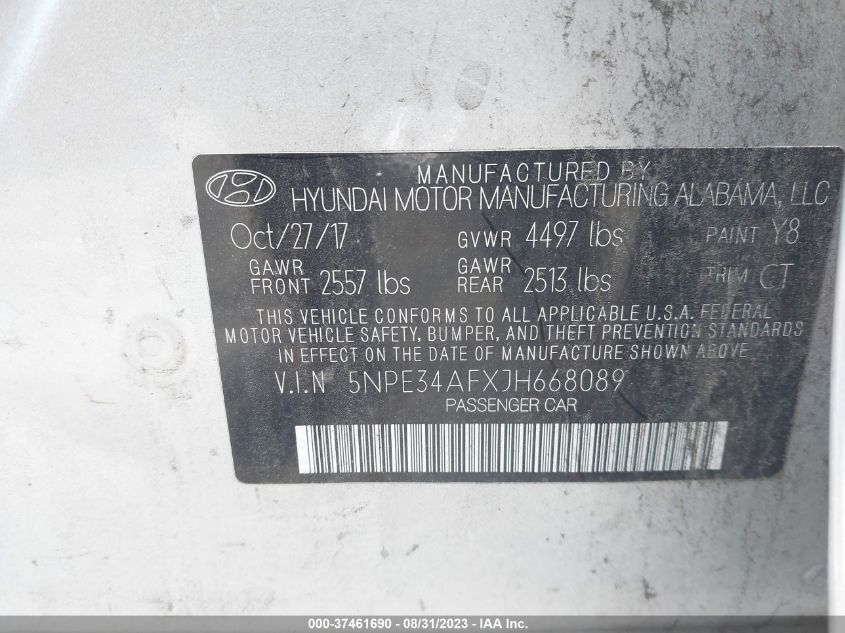 MANUFACTURED BY
HYUNDAI MOTOR MANUFACTURING ALABAMA, LLC
Oct/27/17 GVWR 4497 lbs PAINT Y8
GAWR FRONT 2557 lbs GAWR REAR 2513 lbs TRIM CT
THIS VEHICLE CONFORMS TO ALL APPLICABLE U.S.A. FEDERAL
MOTOR VEHICLE SAFETY, BUMPER, AND THEFT PREVENTION STANDARDS
IN EFFECT ON THE DATE OF MANUFACTURE SHOWN ABOVE.
V.I.N 5NPE34AFXJH668089
PASSENGER CAR
000-37461690 - 08/31/2023 - IAA Inc.